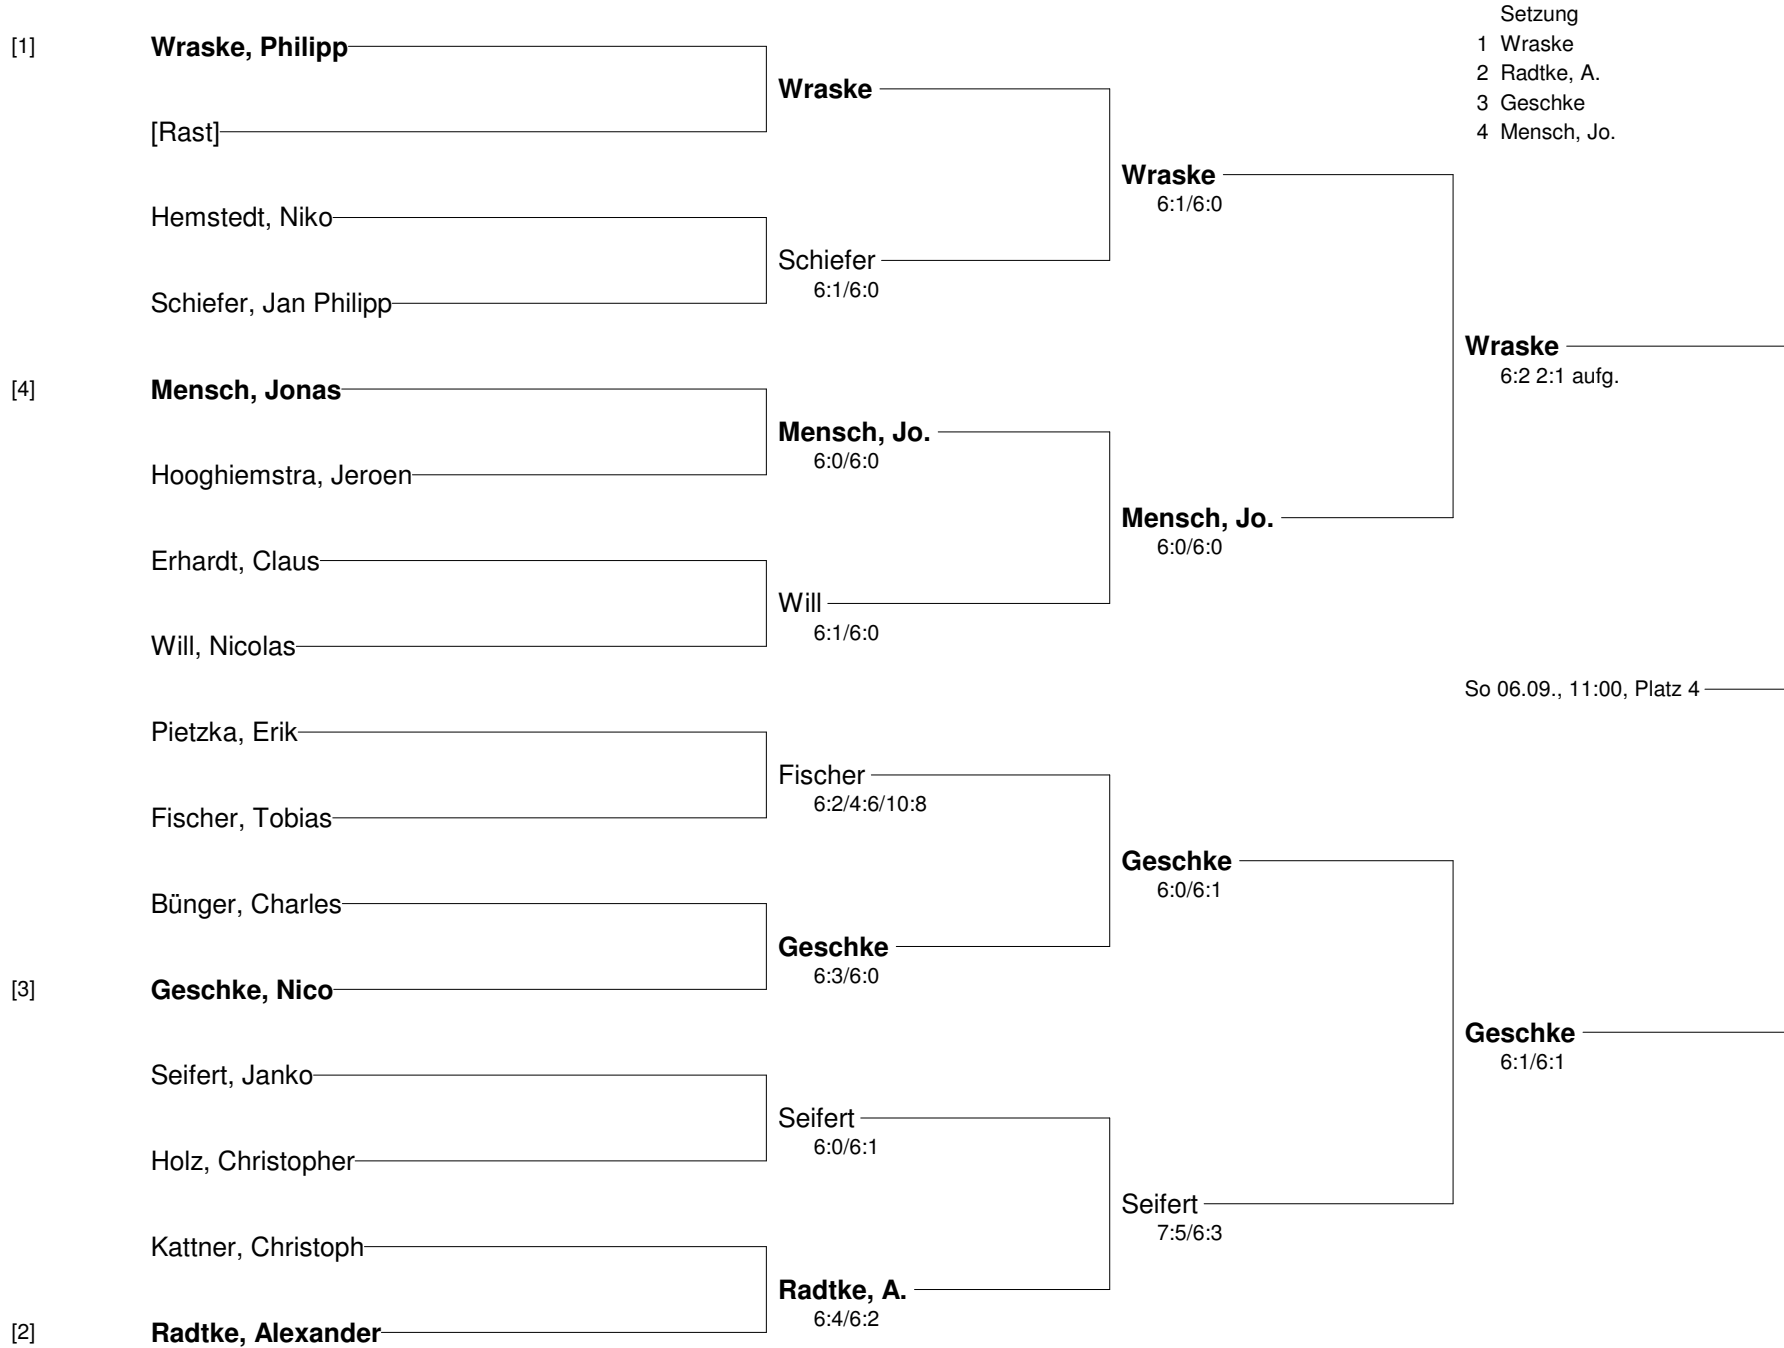 Setzung
1 Wraske
2 Radtke, A.
3 Geschke
4 Mensch, Jo.
[1] Wraske, Philipp
Wraske
[Rast]
Wraske
6:1/6:0
Hemstedt, Niko
Schiefer
6:1/6:0
Schiefer, Jan Philipp
Wraske
6:2 2:1 aufg.
[4] Mensch, Jonas
Mensch, Jo.
6:0/6:0
Hooghiemstra, Jeroen
Mensch, Jo.
6:0/6:0
Erhardt, Claus
Will
6:1/6:0
Will, Nicolas
So 06.09., 11:00, Platz 4
Pietzka, Erik
Fischer
6:2/4:6/10:8
Fischer, Tobias
Geschke
6:0/6:1
Bünger, Charles
Geschke
6:3/6:0
[3] Geschke, Nico
Geschke
6:1/6:1
Seifert, Janko
Seifert
6:0/6:1
Holz, Christopher
Seifert
7:5/6:3
Kattner, Christoph
Radtke, A.
6:4/6:2
[2] Radtke, Alexander